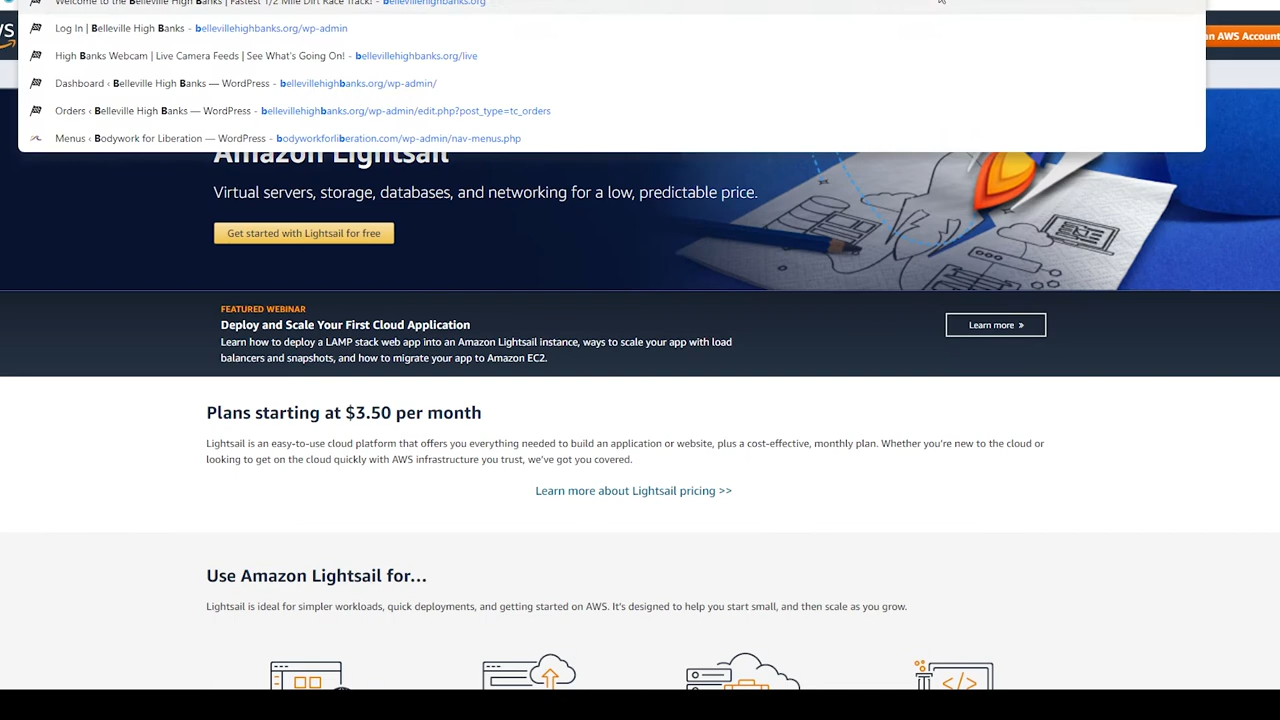 Welcome to the Belleville High Banks | Fastest 1/2 Mile Dirt Race Track! - bellevillehighbanks.org
Log In | Belleville High Banks - bellevillehighbanks.org/wp-admin
High Banks Webcam | Live Camera Feeds | See What's Going On! - bellevillehighbanks.org/live
Dashboard ‹ Belleville High Banks — WordPress - bellevillehighbanks.org/wp-admin/
Orders ‹ Belleville High Banks — WordPress - bellevillehighbanks.org/wp-admin/edit.php?post_type=tc_orders
Menus ‹ Bodywork for Liberation — WordPress - bodyworkforliberation.com/wp-admin/nav-menus.php
an AWS Account
Amazon Lightsail
Virtual servers, storage, databases, and networking for a low, predictable price.
Get started with Lightsail for free
FEATURED WEBINAR
Deploy and Scale Your First Cloud Application
Learn how to deploy a LAMP stack web app into an Amazon Lightsail instance, ways to scale your app with load
balancers and snapshots, and how to migrate your app to Amazon EC2.
Learn more »
Plans starting at $3.50 per month
Lightsail is an easy-to-use cloud platform that offers you everything needed to build an application or website, plus a cost-effective, monthly plan. Whether you're new to the cloud or
looking to get on the cloud quickly with AWS infrastructure you trust, we've got you covered.
Learn more about Lightsail pricing >>
Use Amazon Lightsail for...
Lightsail is ideal for simpler workloads, quick deployments, and getting started on AWS. It's designed to help you start small, and then scale as you grow.